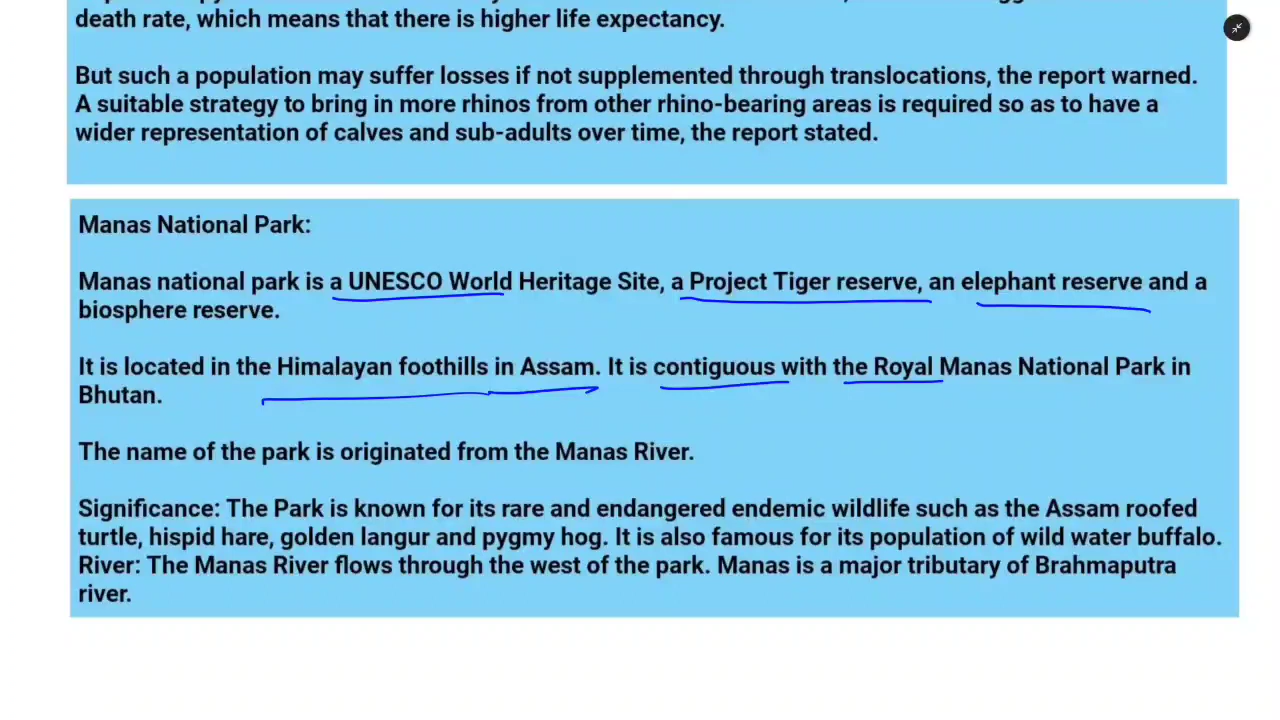 death rate, which means that there is higher life expectancy.
But such a population may suffer losses if not supplemented through translocations, the report warned.
A suitable strategy to bring in more rhinos from other rhino-bearing areas is required so as to have a
wider representation of calves and sub-adults over time, the report stated.
Manas National Park:
Manas national park is a UNESCO World Heritage Site, a Project Tiger reserve, an elephant reserve and a
biosphere reserve.
It is located in the Himalayan foothills in Assam. It is contiguous with the Royal Manas National Park in
Bhutan.
The name of the park is originated from the Manas River.
Significance: The Park is known for its rare and endangered endemic wildlife such as the Assam roofed
turtle, hispid hare, golden langur and pygmy hog. It is also famous for its population of wild water buffalo.
River: The Manas River flows through the west of the park. Manas is a major tributary of Brahmaputra
river.